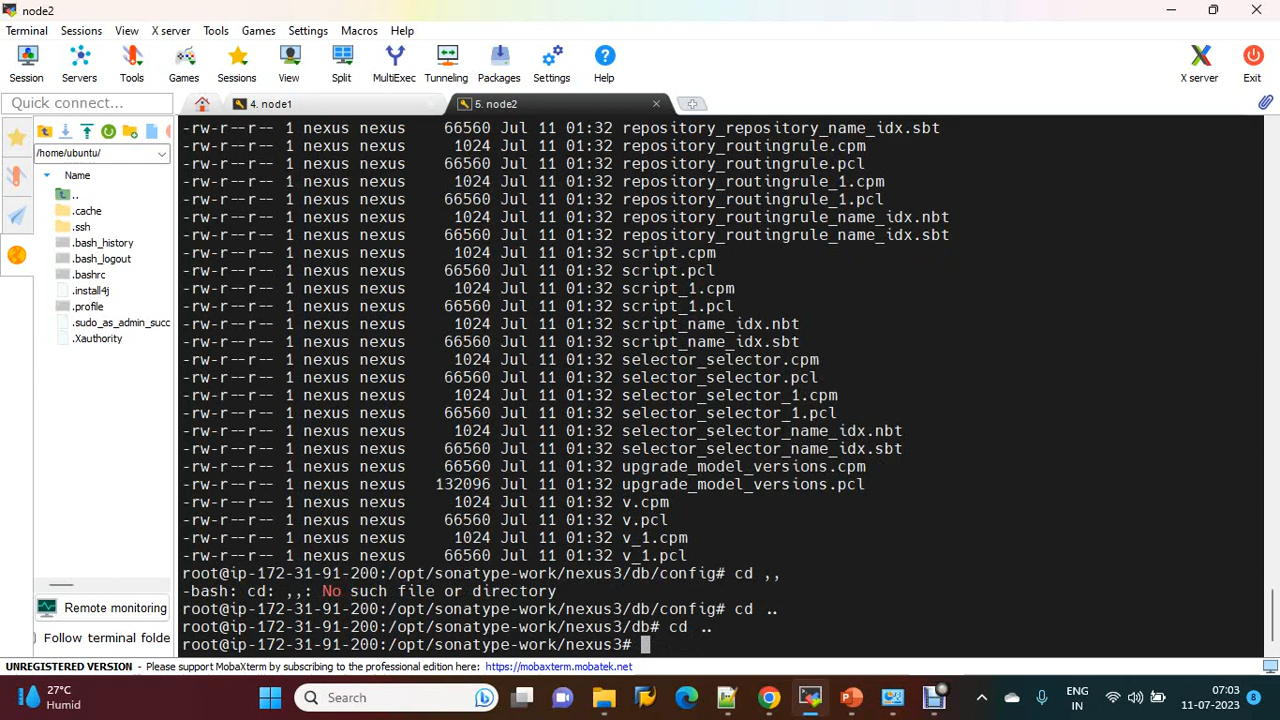 node2
Terminal Sessions View X server Tools Games Settings Macros Help
Session Servers Tools Games Sessions View Split MultiExec Tunneling Packages Settings Help X server Exit
Quick connect... 4. node1 5. node2
/home/ubuntu/
Name
..
.cache
.ssh
.bash_history
.bash_logout
.bashrc
.install4j
.profile
.sudo_as_admin_succ
.Xauthority
Remote monitoring
Follow terminal folde
-rw-r--r-- 1 nexus nexus 66560 Jul 11 01:32 repository_repository_name_idx.sbt
-rw-r--r-- 1 nexus nexus 1024 Jul 11 01:32 repository_routingrule.cpm
-rw-r--r-- 1 nexus nexus 66560 Jul 11 01:32 repository_routingrule.pcl
-rw-r--r-- 1 nexus nexus 1024 Jul 11 01:32 repository_routingrule_1.cpm
-rw-r--r-- 1 nexus nexus 66560 Jul 11 01:32 repository_routingrule_1.pcl
-rw-r--r-- 1 nexus nexus 1024 Jul 11 01:32 repository_routingrule_name_idx.nbt
-rw-r--r-- 1 nexus nexus 66560 Jul 11 01:32 repository_routingrule_name_idx.sbt
-rw-r--r-- 1 nexus nexus 1024 Jul 11 01:32 script.cpm
-rw-r--r-- 1 nexus nexus 66560 Jul 11 01:32 script.pcl
-rw-r--r-- 1 nexus nexus 1024 Jul 11 01:32 script_1.cpm
-rw-r--r-- 1 nexus nexus 66560 Jul 11 01:32 script_1.pcl
-rw-r--r-- 1 nexus nexus 1024 Jul 11 01:32 script_name_idx.nbt
-rw-r--r-- 1 nexus nexus 66560 Jul 11 01:32 script_name_idx.sbt
-rw-r--r-- 1 nexus nexus 1024 Jul 11 01:32 selector_selector.cpm
-rw-r--r-- 1 nexus nexus 66560 Jul 11 01:32 selector_selector.pcl
-rw-r--r-- 1 nexus nexus 1024 Jul 11 01:32 selector_selector_1.cpm
-rw-r--r-- 1 nexus nexus 66560 Jul 11 01:32 selector_selector_1.pcl
-rw-r--r-- 1 nexus nexus 1024 Jul 11 01:32 selector_selector_name_idx.nbt
-rw-r--r-- 1 nexus nexus 66560 Jul 11 01:32 selector_selector_name_idx.sbt
-rw-r--r-- 1 nexus nexus 66560 Jul 11 01:32 upgrade_model_versions.cpm
-rw-r--r-- 1 nexus nexus 132096 Jul 11 01:32 upgrade_model_versions.pcl
-rw-r--r-- 1 nexus nexus 1024 Jul 11 01:32 v.cpm
-rw-r--r-- 1 nexus nexus 66560 Jul 11 01:32 v.pcl
-rw-r--r-- 1 nexus nexus 1024 Jul 11 01:32 v_1.cpm
-rw-r--r-- 1 nexus nexus 66560 Jul 11 01:32 v_1.pcl
root@ip-172-31-91-200:/opt/sonatype-work/nexus3/db/config# cd ,,
-bash: cd: ,,: No such file or directory
root@ip-172-31-91-200:/opt/sonatype-work/nexus3/db/config# cd ..
root@ip-172-31-91-200:/opt/sonatype-work/nexus3/db# cd ..
root@ip-172-31-91-200:/opt/sonatype-work/nexus3#
UNREGISTERED VERSION - Please support MobaXterm by subscribing to the professional edition here: https://mobaxterm.mobatek.net
27°C
Humid
Search
ENG
IN
07:03
11-07-2023
8